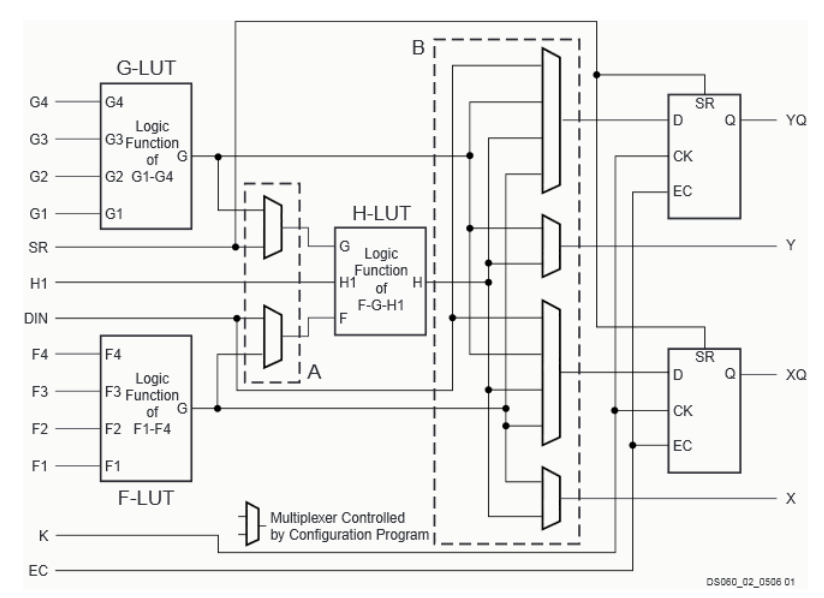 B
G-LUT
G4
G4
G3
G3
G2
G2
G1
G1
Logic
Function
of
G1-G4
G
SR
H1
DIN
H-LUT
G
H1
F
Logic
Function
of
F-G-H1
H
A
F4
F4
F3
F3
F2
F2
F1
F1
Logic
Function
of
F1-F4
G
F-LUT
K
EC
Multiplexer Controlled
by Configuration Program
SR
D
Q
CK
EC
YQ
Y
SR
D
Q
CK
EC
XQ
X
DS060_02_0506 01